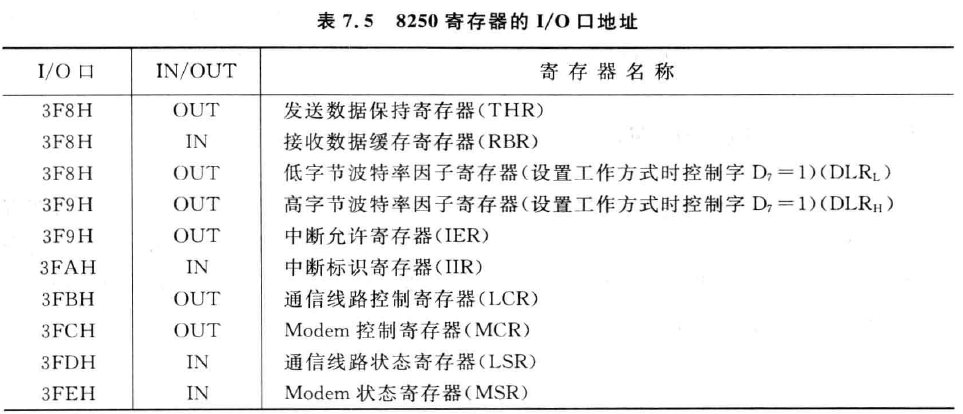 表 7.5 8250 寄存器的 I/O 口地址
I/O 口 IN/OUT 寄存器名称
3F8H OUT 发送数据保持寄存器(THR)
3F8H IN 接收数据缓存寄存器(RBR)
3F8H OUT 低字节波特率因子寄存器(设置工作方式时控制字 D₇=1)(DLR_L)
3F9H OUT 高字节波特率因子寄存器(设置工作方式时控制字 D₇=1)(DLR_H)
3F9H OUT 中断允许寄存器(IER)
3FAH IN 中断标识寄存器(IIR)
3FBH OUT 通信线路控制寄存器(LCR)
3FCH OUT Modem 控制寄存器(MCR)
3FDH IN 通信线路状态寄存器(LSR)
3FEH IN Modem 状态寄存器(MSR)